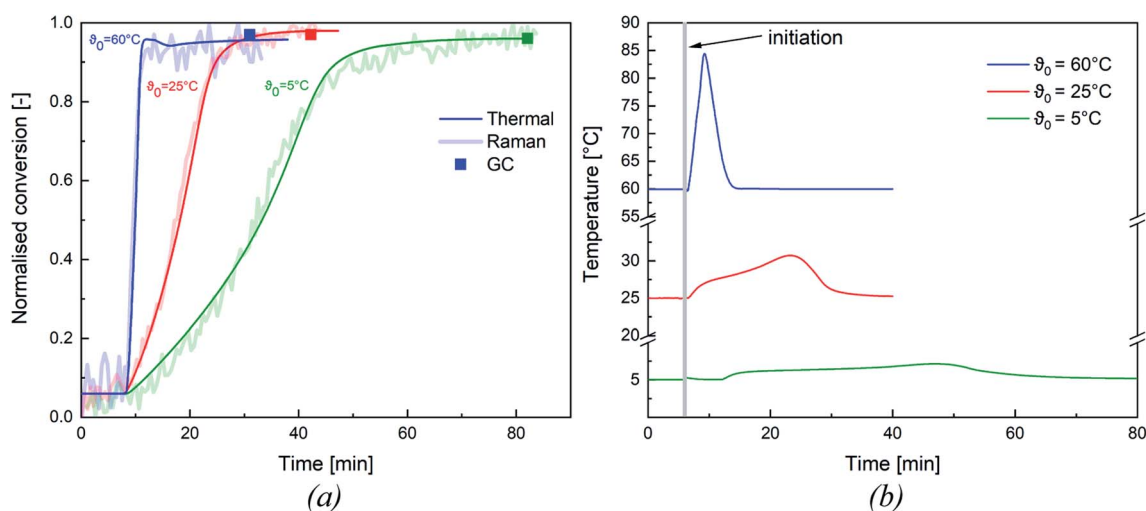 1.0
0.8
0.6
0.4
0.2
0.0
Normalised conversion [-]
ϑ0=60°C
ϑ0=25°C
ϑ0=5°C
Thermal
Raman
GC
0 20 40 60 80
Time [min]
(a)
90
85
80
75
70
65
60
55
30
25
20
5
Temperature [°C]
initiation
ϑ0 = 60°C
ϑ0 = 25°C
ϑ0 = 5°C
0 20 40 60 80
Time [min]
(b)